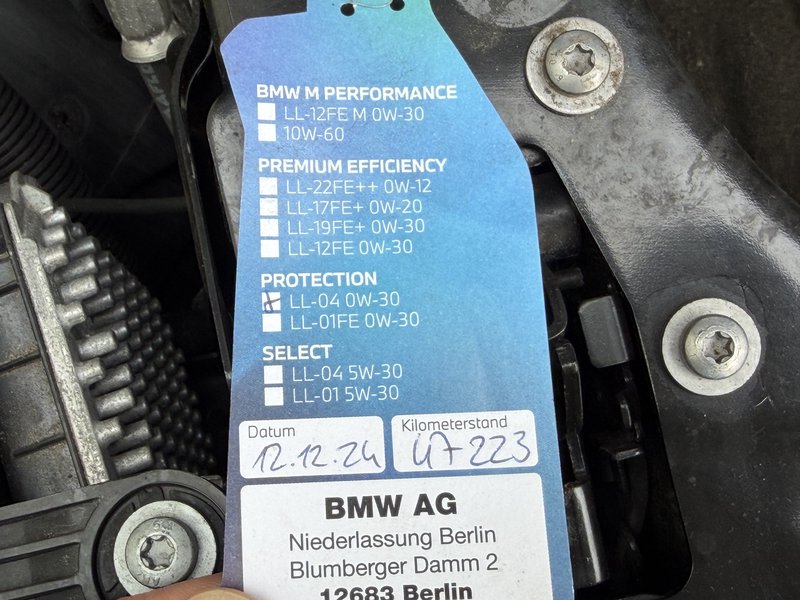 BMW M PERFORMANCE
LL-12FE M 0W-30
10W-60
PREMIUM EFFICIENCY
LL-22FE++ 0W-12
LL-17FE+ 0W-20
LL-19FE+ 0W-30
LL-12FE 0W-30
PROTECTION
LL-04 0W-30
LL-01FE 0W-30
SELECT
LL-04 5W-30
LL-01 5W-30
Datum
12.12.24
Kilometerstand
47223
BMW AG
Niederlassung Berlin
Blumberger Damm 2
12683 Berlin